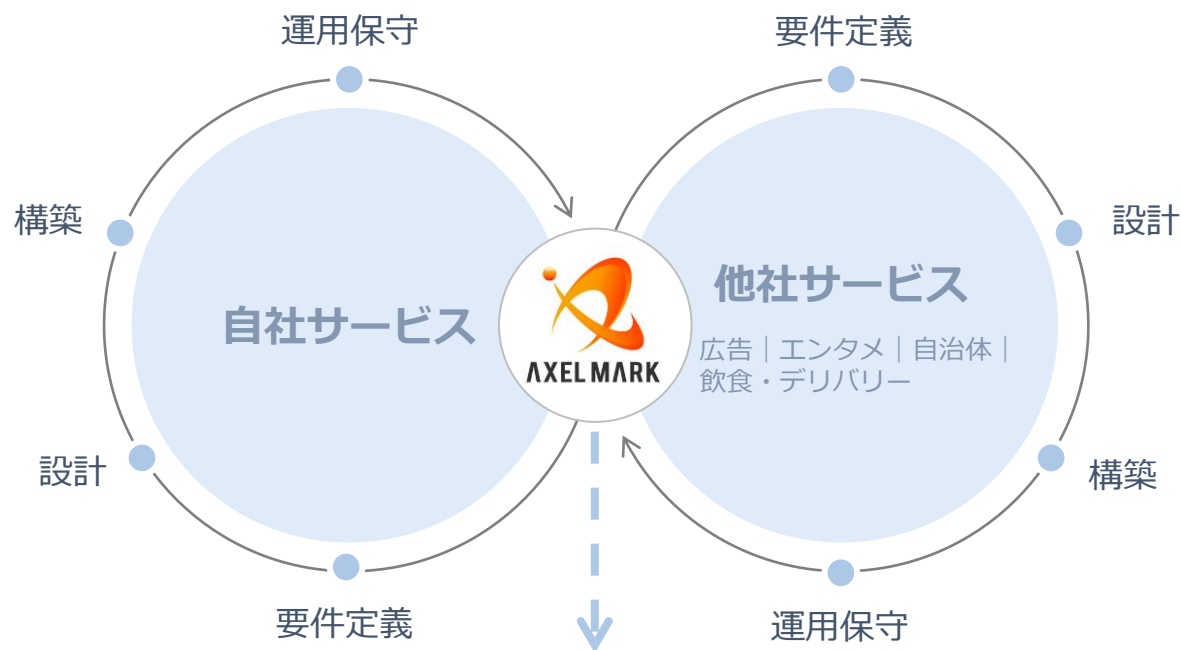 運用保守
要件定義
構築
設計
自社サービス
AXEL MARK
他社サービス
広告｜エンタメ｜自治体｜
飲食・デリバリー
設計
構築
要件定義
運用保守